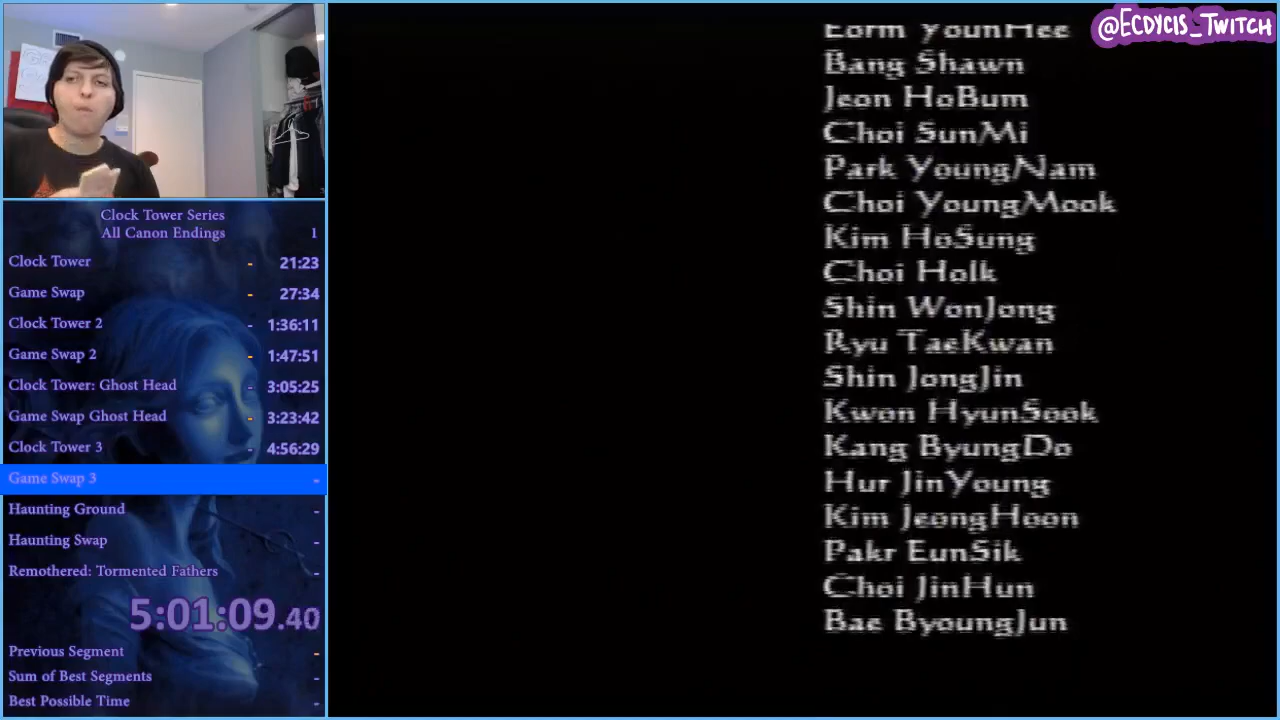 @Ecdycis_Twitch
Clock Tower Series
All Canon Endings 1
Clock Tower - 21:23
Game Swap - 27:34
Clock Tower 2 - 1:36:11
Game Swap 2 - 1:47:51
Clock Tower: Ghost Head - 3:05:25
Game Swap Ghost Head - 3:23:42
Clock Tower 3 - 4:56:29
Game Swap 3 -
Haunting Ground -
Haunting Swap -
Remothered: Tormented Fathers -
5:01:09.40
Previous Segment -
Sum of Best Segments -
Best Possible Time -
YounHee
Bang Shawn
Jeon HoBum
Choi SunMi
Park YoungNam
Choi YoungMook
Kim HoSung
Choi HoIk
Shin WonJong
Ryu TaeKwan
Shin JongJin
Kwon HyunSook
Kang ByungDo
Hur JinYoung
Kim JeongHoon
Pakr EunSik
Choi JinHun
Bae ByoungJun